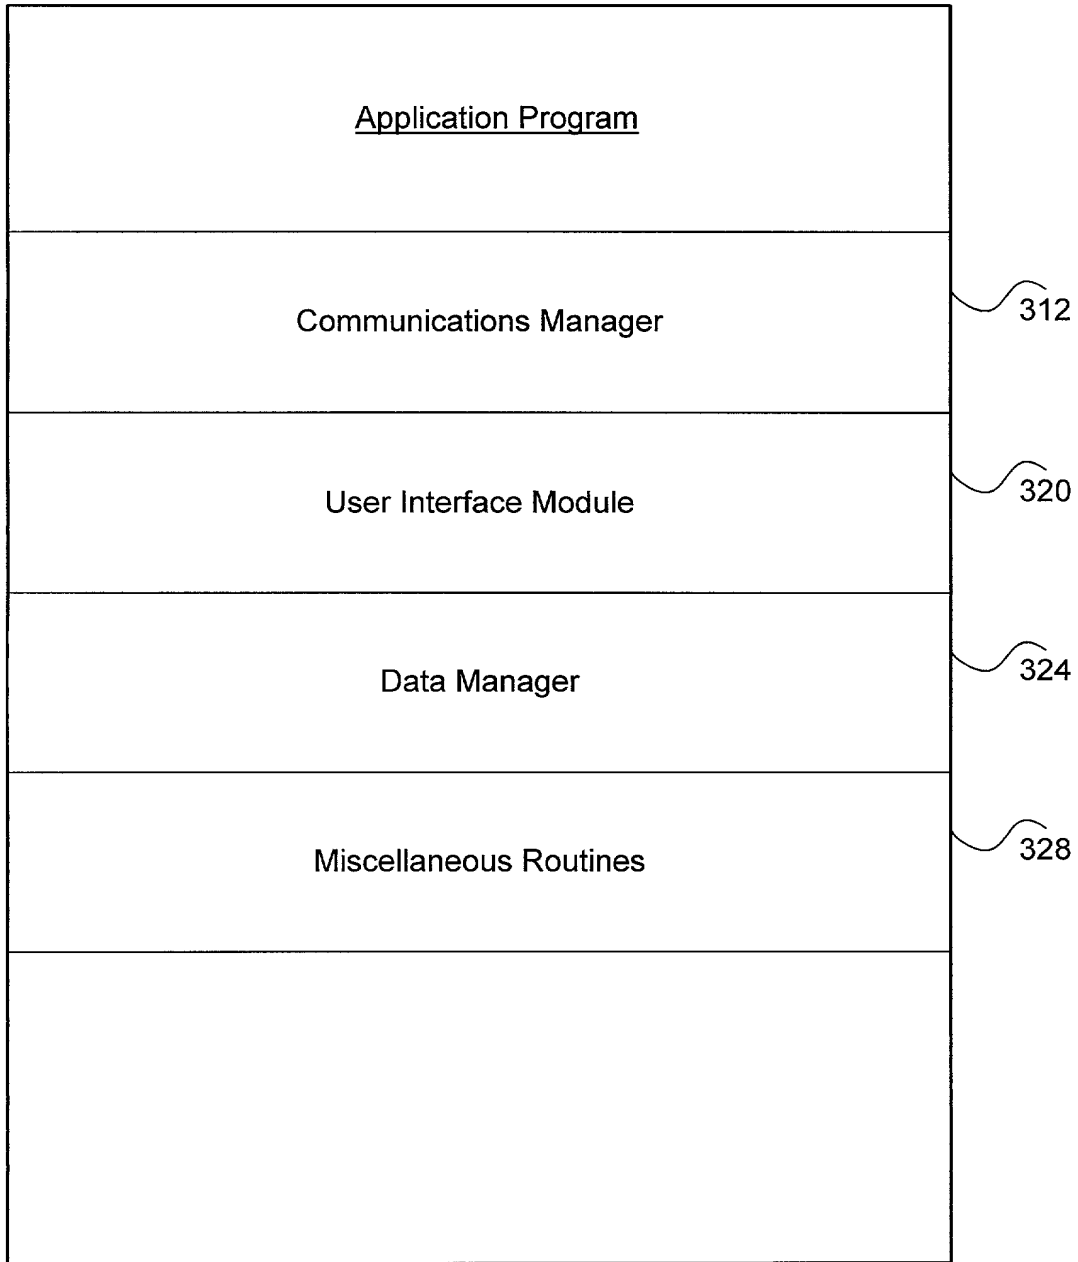 Application Program
Communications Manager
312
User Interface Module
320
Data Manager
324
Miscellaneous Routines
328